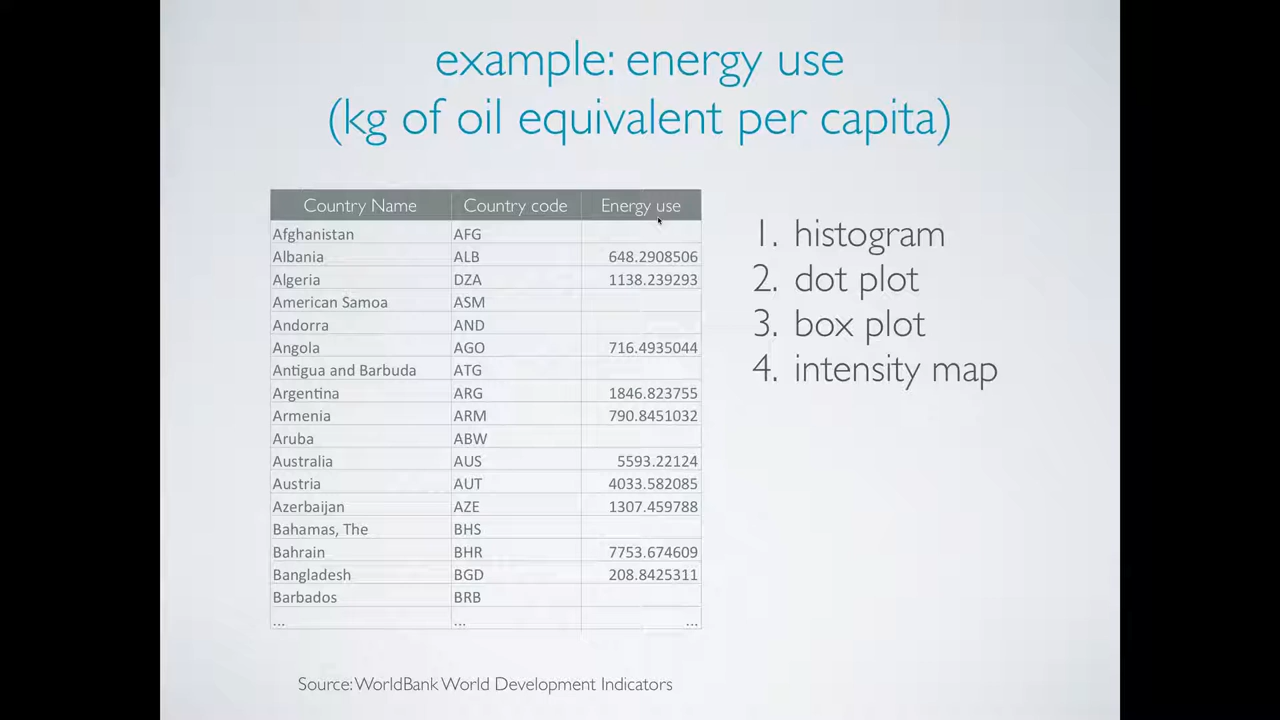 example: energy use
(kg of oil equivalent per capita)
Country Name Country code Energy use
Afghanistan AFG
Albania ALB 648.2908506
Algeria DZA 1138.239293
American Samoa ASM
Andorra AND
Angola AGO 716.4935044
Antigua and Barbuda ATG
Argentina ARG 1846.823755
Armenia ARM 790.8451032
Aruba ABW
Australia AUS 5593.22124
Austria AUT 4033.582085
Azerbaijan AZE 1307.459788
Bahamas, The BHS
Bahrain BHR 7753.674609
Bangladesh BGD 208.8425311
Barbados BRB
... ... ...
1. histogram
2. dot plot
3. box plot
4. intensity map
Source: WorldBank World Development Indicators